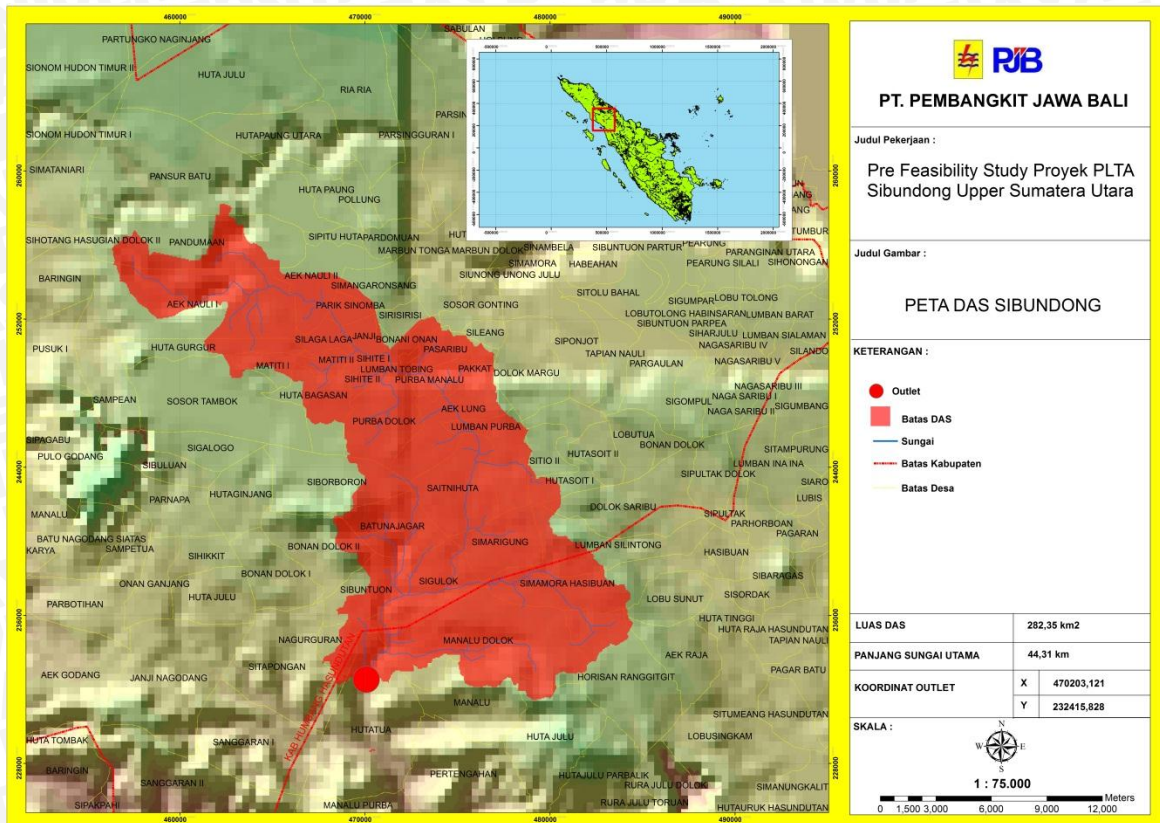 460000 470000 480000 490000
PARTUNGKO NAGINJANG
SABULAN
SIONOM HUDON TIMUR II
HUTA JULU
RIA RIA
SIONOM HUDON TIMUR I
HUTAPAUNG UTARA
PARSINGGURAN I
SIMATANIARI
PANSUR BATU
260000
HUTA PAUNG
POLLUNG
SIHOTANG HASUGIAN DOLOK II
PANDUMAAN
SIPITU HUTA
PARDOMUAN
MARBUN TONGA MARBUN DOLOK
SINAMBELA
SIBUNTUON PARTUR
PEARUNG
PARANGINAN UTARA
BARINGIN
AEK NAULI II
SIMANGARONSANG
SIUNONG UNONG JULU
SIMAMORA
HABEAHAN
PEARUNG SILALI
SIHONONGAN
AEK NAULI I
PARIK SINOMBA
SIRISIRISI
SOSOR GONTING
SITOLU BAHAL
SIGUMPAR
LOBU TOLONG
252000
LOBUTOLONG HABINSARAN
LUMBAN BARAT
SIBUNTUON PARPEA
PUSUK I
HUTA GURGUR
SILAGA LAGA
JANJI
BONANI ONAN
SILEANG
SIPONJOT
SIHARJULU
LUMBAN SIALAMAN
NAGASARIBU IV
SILANDO
PASARIBU
TAPIAN NAULI
MATITI I
MATITI II
SIHITE I
LUMBAN TOBING
PAKKAT
DOLOK MARGU
PARGAULAN
NAGASARIBU V
SIHITE II
PURBA MANALU
NAGASARIBU III
SAMPEAN
SOSOR TAMBOK
HUTA BAGASAN
AEK LUNG
SIGOMPUL
NAGA SARIBU I
NAGA SARIBU II
SIGUMBANG
PURBA DOLOK
LUMBAN PURBA
SIPAGABU
PULO GODANG
SIGALOGO
LOBUTUA
BONAN DOLOK
SITAMPURUNG
SIBULUAN
SITIO II
HUTASOIT II
LUMBAN INA INA
244000
SIBORBORON
HUTASOIT I
SIPULTAK DOLOK
SIARO
PARNAPA
HUTAGINJANG
SAITNIHUTA
LUBIS
MANALU
DOLOK SARIBU
SIPULTAK
BATUNAJAGAR
PARHORBOAN
BATU NAGODANG SIATAS
PAGARAN
KARYA
SAMPETUA
SIHIKKIT
BONAN DOLOK II
SIMARIGUNG
LUMBAN SILINTONG
HASIBUAN
BONAN DOLOK I
SIBARAGAS
ONAN GANJANG
HUTA JULU
SIBUNTUON
SIGULOK
SIMAMORA HASIBUAN
SISORDAK
PARBOTIHAN
LOBU SUNUT
236000
HUTA TINGGI
HUTA RAJA HASUNDUTAN
NAGURGURAN
MANALU DOLOK
TAPIAN NAULI
AEK RAJA
SITAPONGAN
AEK GODANG
JANJI NAGODANG
HORISAN RANGGITGIT
PAGAR BATU
MANALU
SITUMEANG HASUNDUTAN
HUTATUA
HUTA TOMBAK
SANGGARAN I
HUTA JULU
LOBUSINGKAM
228000
BARINGIN
SANGGARAN II
PERTENGAHAN
HUTAJULU PARBALIK
RURA JULU DOLOK
SIMANUNGKALIT
SIPAKPAHI
MANALU PURBA
RURA JULU TORUAN
HUTAURUK HASUNDUTAN
460000 470000 480000 490000
PJB
PT. PEMBANGKIT JAWA BALI
Judul Pekerjaan :
Pre Feasibility Study Proyek PLTA
Sibundong Upper Sumatera Utara
Judul Gambar :
PETA DAS SIBUNDONG
KETERANGAN :
Outlet
Batas DAS
Sungai
Batas Kabupaten
Batas Desa
LUAS DAS 282,35 km2
PANJANG SUNGAI UTAMA 44,31 km
KOORDINAT OUTLET X 470203,121
Y 232415,828
SKALA :
N
W E
S
1 : 75.000
Meters
0 1,500 3,000 6,000 9,000 12,000